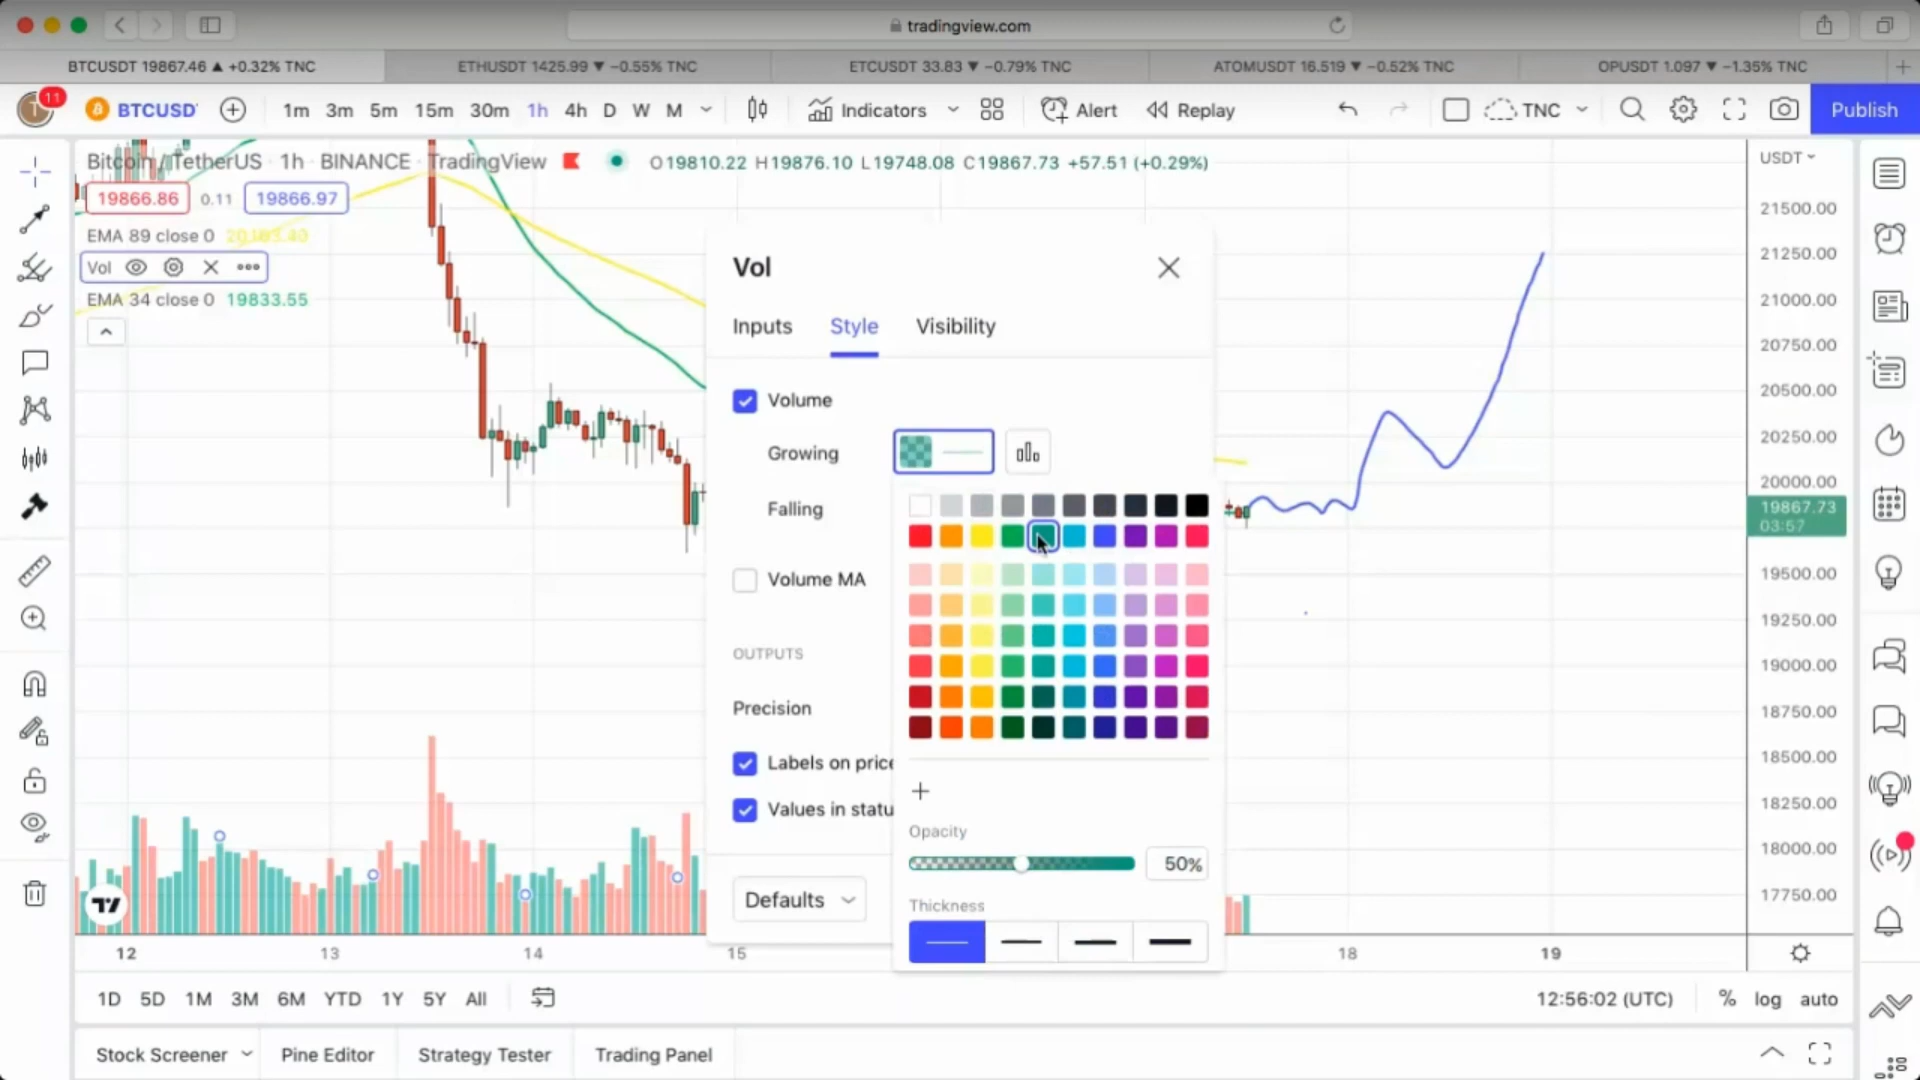 tradingview.com
BTCUSDT 19867.46 ▲ +0.32% TNC
ETHUSDT 1425.99 ▼ −0.55% TNC
ETCUSDT 33.83 ▼ −0.79% TNC
ATOMUSDT 16.519 ▼ −0.52% TNC
OPUSDT 1.097 ▼ −1.35% TNC
T 11 BTCUSD 1m 3m 5m 15m 30m 1h 4h D W M Indicators Alert Replay TNC Publish
Bitcoin / TetherUS · 1h · BINANCE · TradingView O19810.22 H19876.10 L19748.08 C19867.73 +57.51 (+0.29%)
19866.86 0.11 19866.97
EMA 89 close 0
Vol
EMA 34 close 0 19833.55
Vol
Inputs Style Visibility
Volume
Growing
Falling
Volume MA
OUTPUTS
Precision
Labels on price
Values in statu
Defaults
Opacity
50%
Thickness
USDT
21500.00
21250.00
21000.00
20750.00
20500.00
20250.00
20000.00
19867.73
03:57
19500.00
19250.00
19000.00
18750.00
18500.00
18250.00
18000.00
17750.00
12 13 14 15 18 19
1D 5D 1M 3M 6M YTD 1Y 5Y All
12:56:02 (UTC) % log auto
Stock Screener Pine Editor Strategy Tester Trading Panel